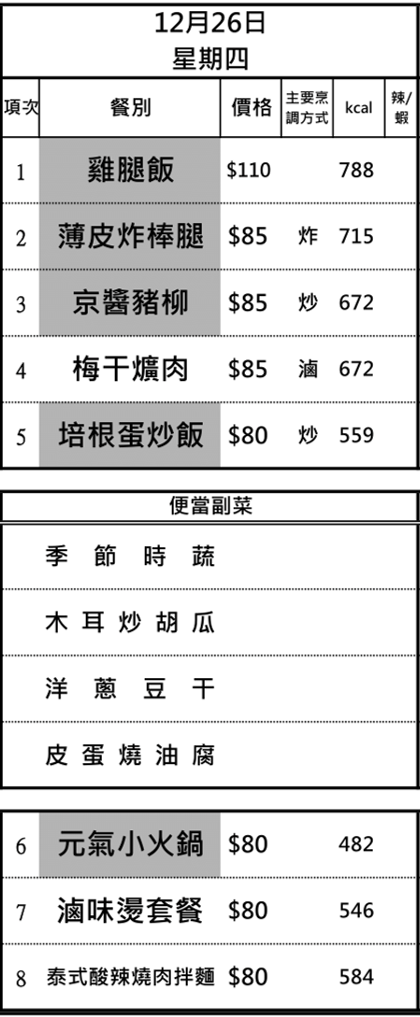 12月26日
星期四
項次 餐別 價格 主要烹調方式 kcal 辣/蝦
1 雞腿飯 $110 788
2 薄皮炸棒腿 $85 炸 715
3 京醬豬柳 $85 炒 672
4 梅干爌肉 $85 滷 672
5 培根蛋炒飯 $80 炒 559
便當副菜
季節時蔬
木耳炒胡瓜
洋蔥豆干
皮蛋燒油腐
6 元氣小火鍋 $80 482
7 滷味燙套餐 $80 546
8 泰式酸辣燒肉拌麵 $80 584